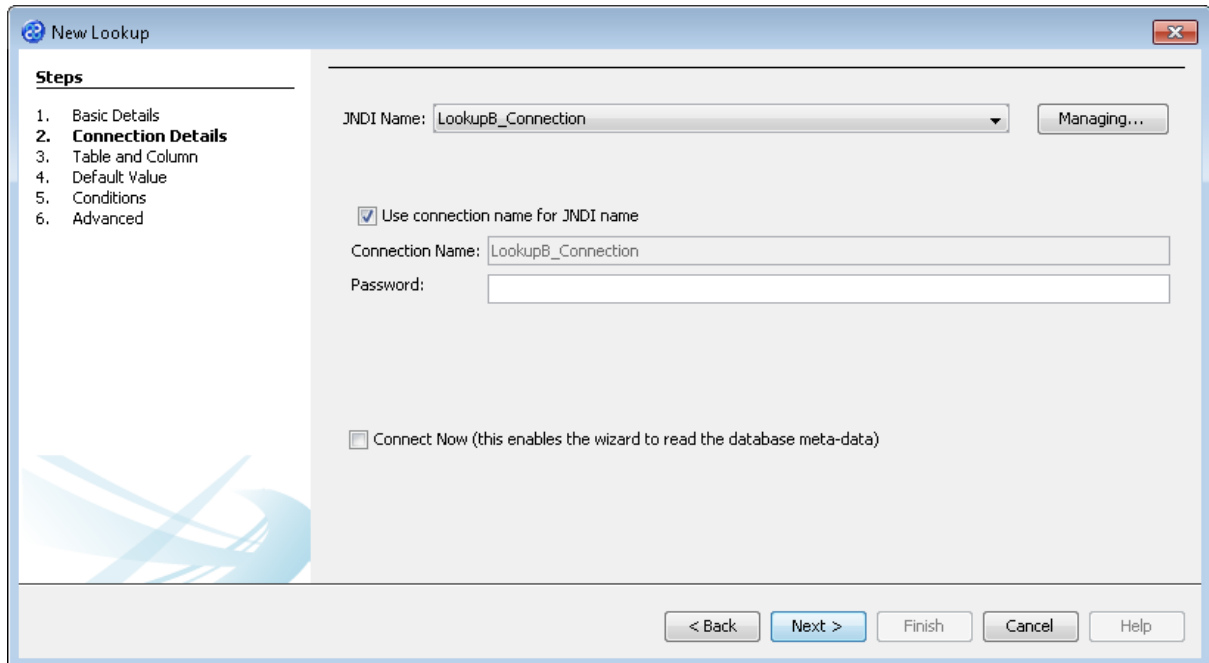 New Lookup
Steps
1. Basic Details
2. Connection Details
3. Table and Column
4. Default Value
5. Conditions
6. Advanced
JNDI Name: LookupB_Connection Managing...
Use connection name for JNDI name
Connection Name: LookupB_Connection
Password:
Connect Now (this enables the wizard to read the database meta-data)
< Back Next > Finish Cancel Help